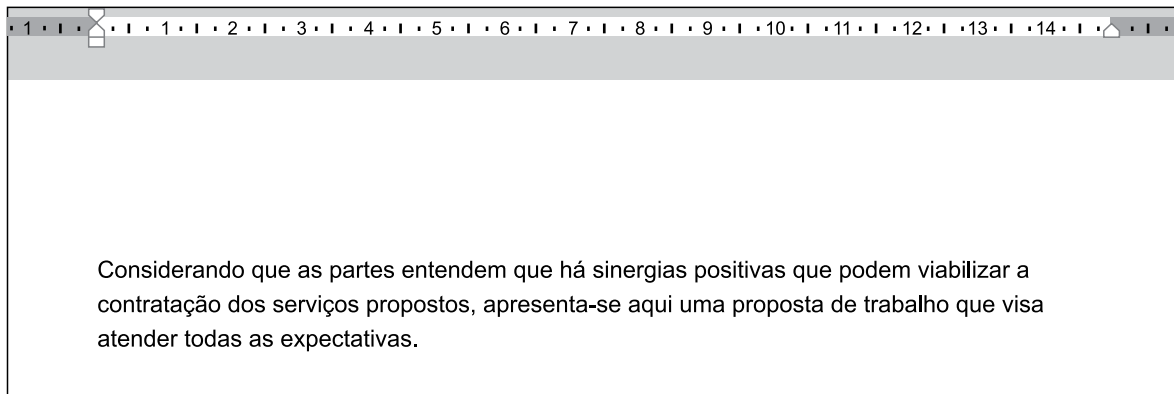 1 1 2 3 4 5 6 7 8 9 10 11 12 13 14
Considerando que as partes entendem que há sinergias positivas que podem viabilizar a
contratação dos serviços propostos, apresenta-se aqui uma proposta de trabalho que visa
atender todas as expectativas.